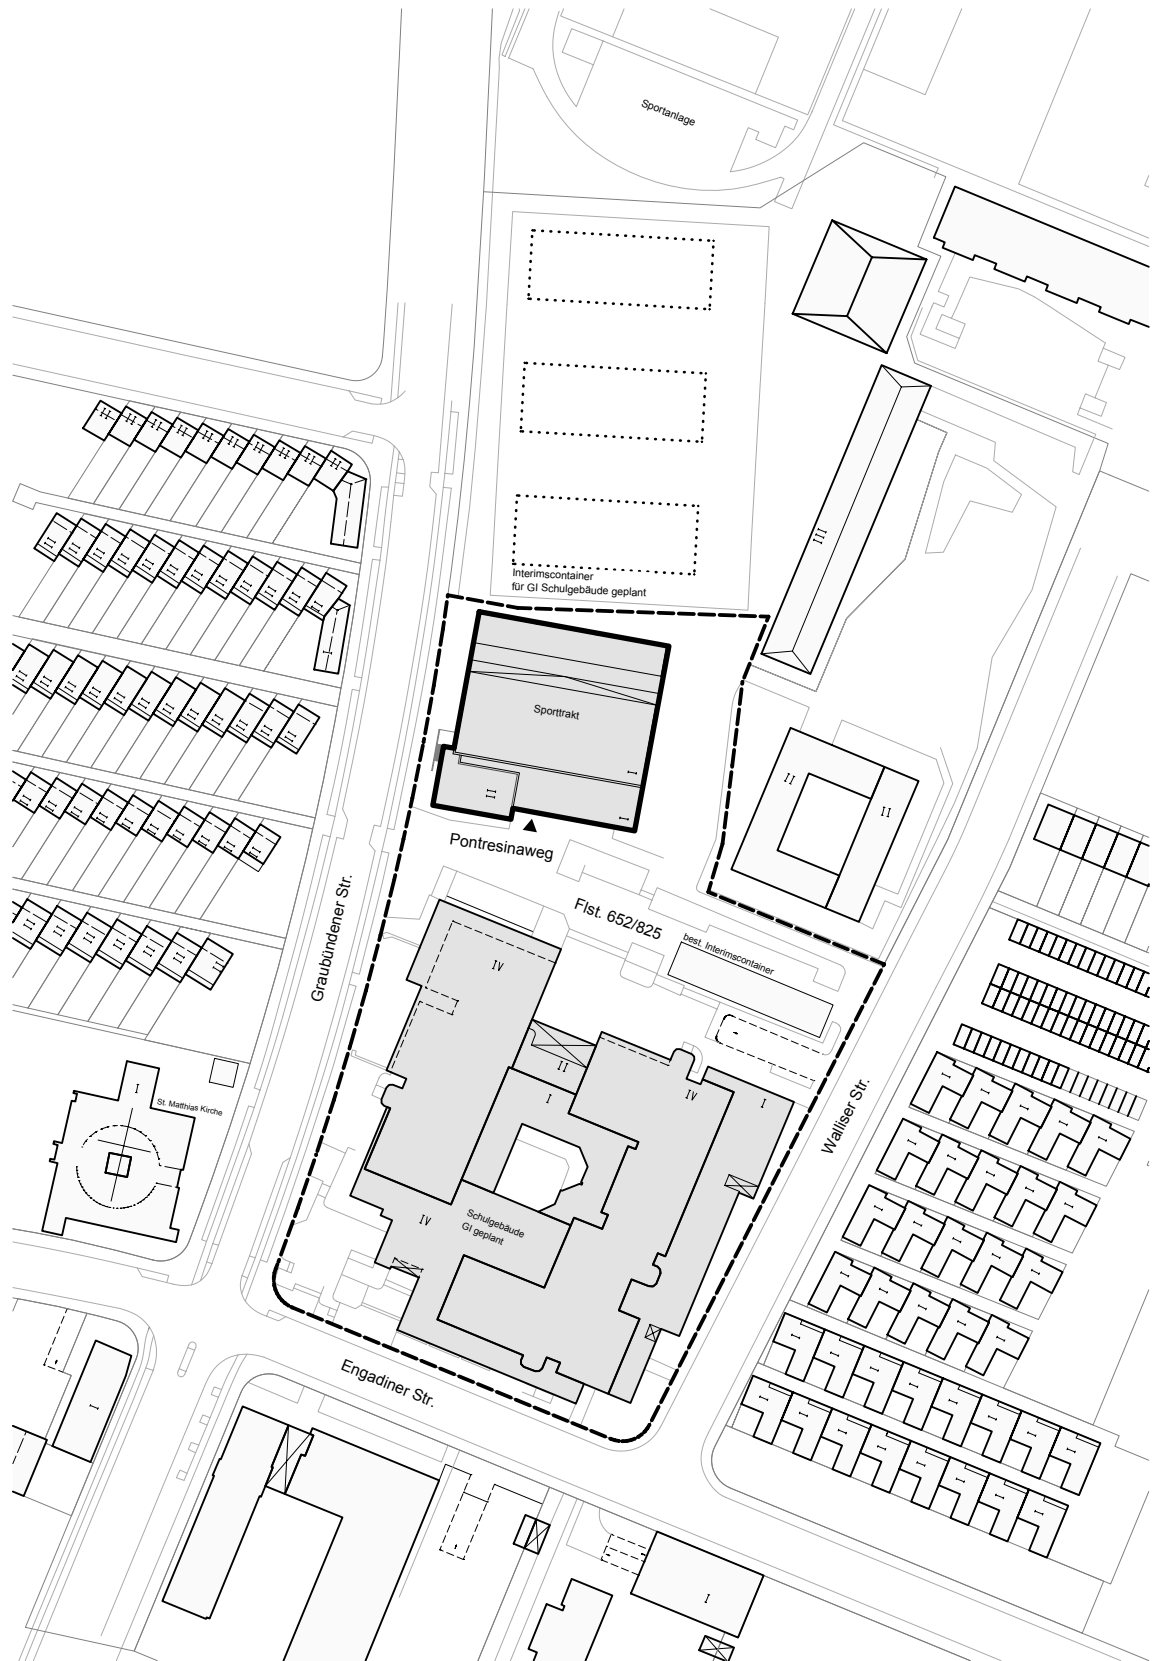 Sportanlage
III
Interimscontainer
für GI Schulgebäude geplant
Sporttrakt
I
II
I
II
II
Pontresinaweg
Graubündener Str.
Flst. 652/825
best. Interimscontainer
IV
II
I
IV
I
I
St. Matthias Kirche
Walliser Str.
Schulgebäude
GI geplant
IV
Engadiner Str.
I
I